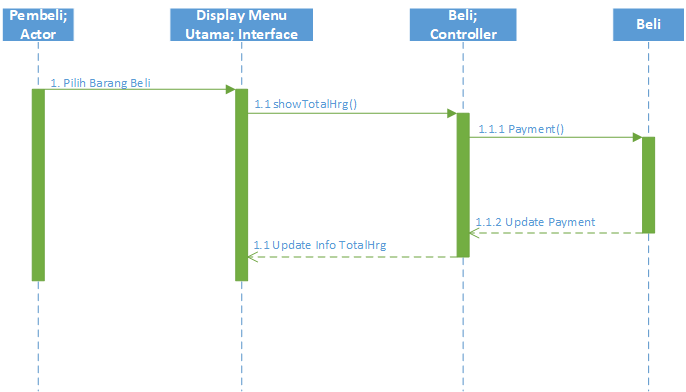 Pembeli;
Actor
Display Menu
Utama; Interface
Beli;
Controller
Beli
1. Pilih Barang Beli
1.1 showTotalHrg()
1.1.1 Payment()
1.1.2 Update Payment
1.1 Update Info TotalHrg